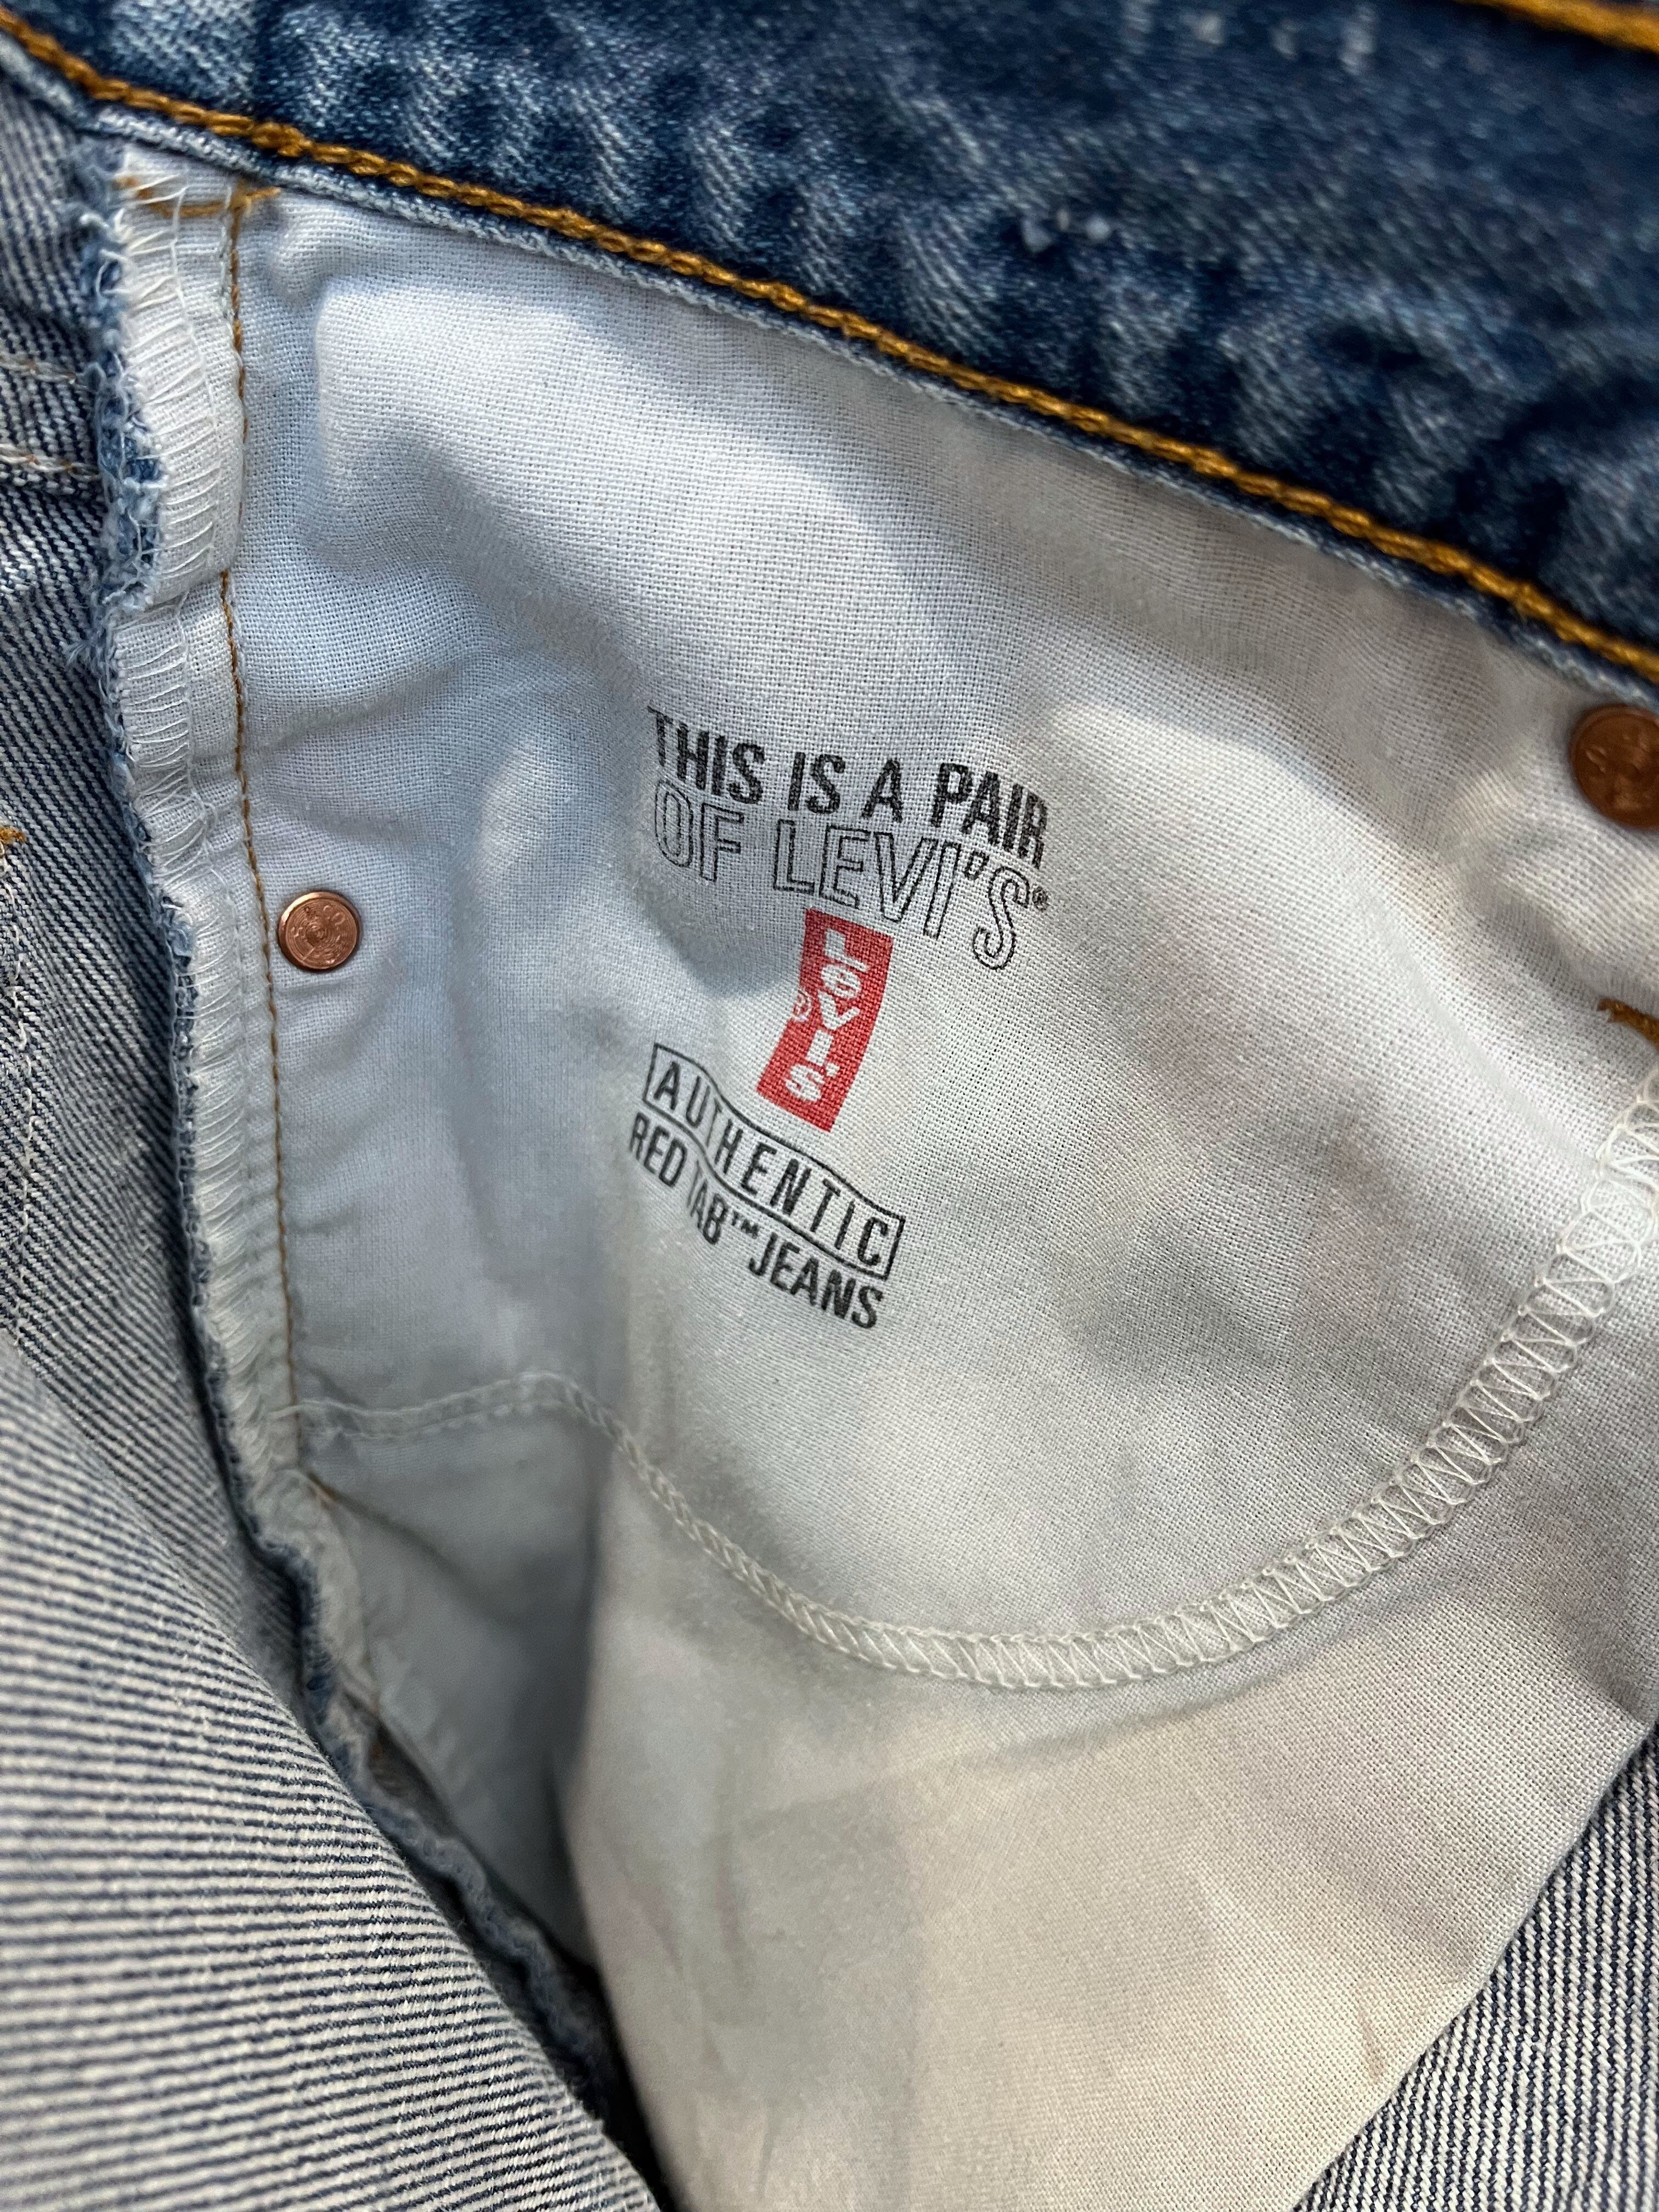 THIS IS A PAIR
OF LEVI'S®
LEVI'S®
AUTHENTIC
RED TAB™ JEANS